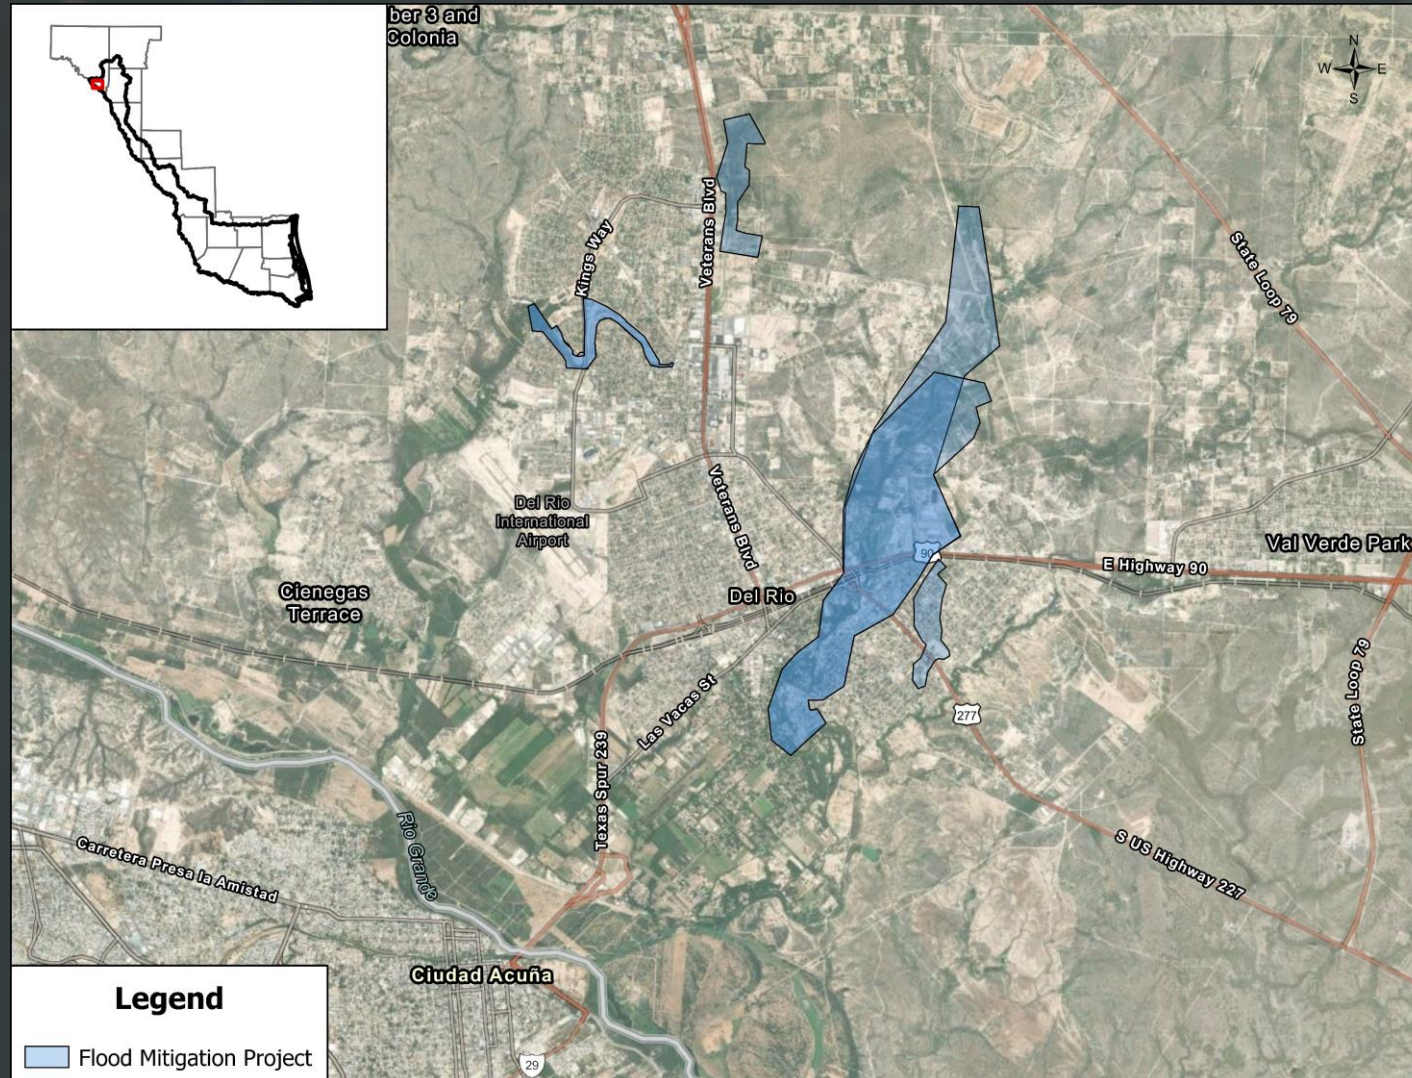 ber 3 and
Colonia
N
W E
S
Kings Way
Veterans Blvd
State Loop 79
Del Rio
International
Airport
Veterans Blvd
90
E Highway 90
Val Verde Park
Cienegas
Terrace
Del Rio
Las Vacas St
277
State Loop 79
Texas Spur 239
Rio Grande
S US Highway 227
Carretera Presa la Amistad
Ciudad Acuña
29
Legend
Flood Mitigation Project